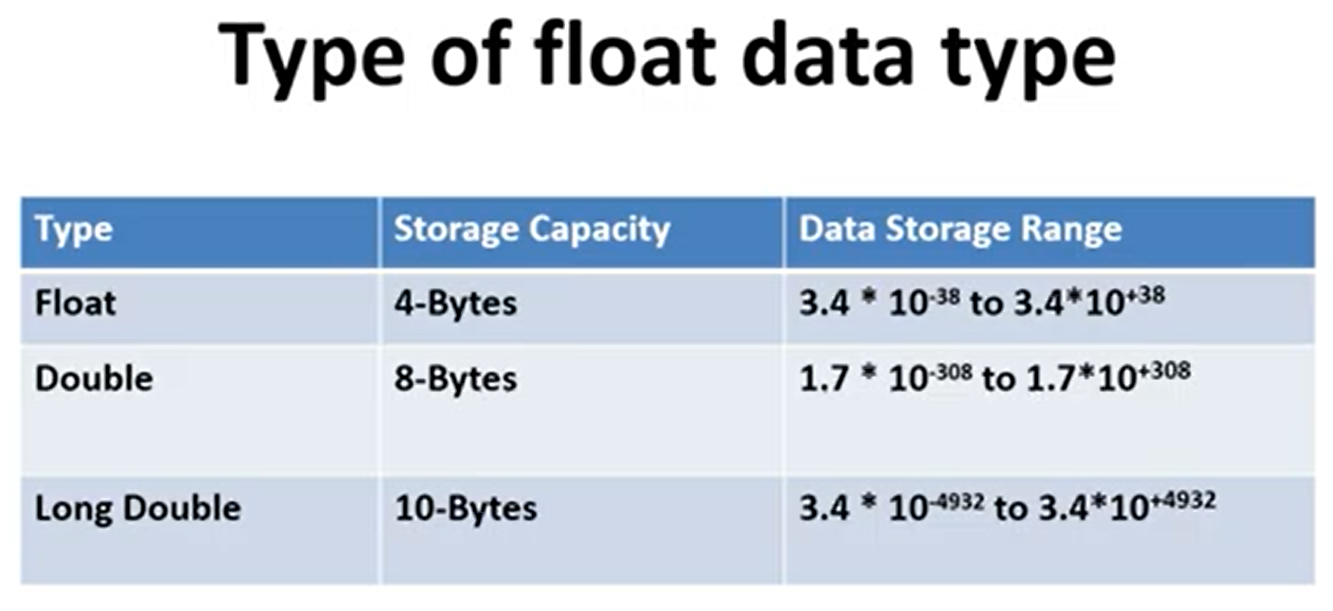 Type of float data type
Type Storage Capacity Data Storage Range
Float 4-Bytes 3.4 * 10⁻³⁸ to 3.4*10⁺³⁸
Double 8-Bytes 1.7 * 10⁻³⁰⁸ to 1.7*10⁺³⁰⁸
Long Double 10-Bytes 3.4 * 10⁻⁴⁹³² to 3.4*10⁺⁴⁹³²